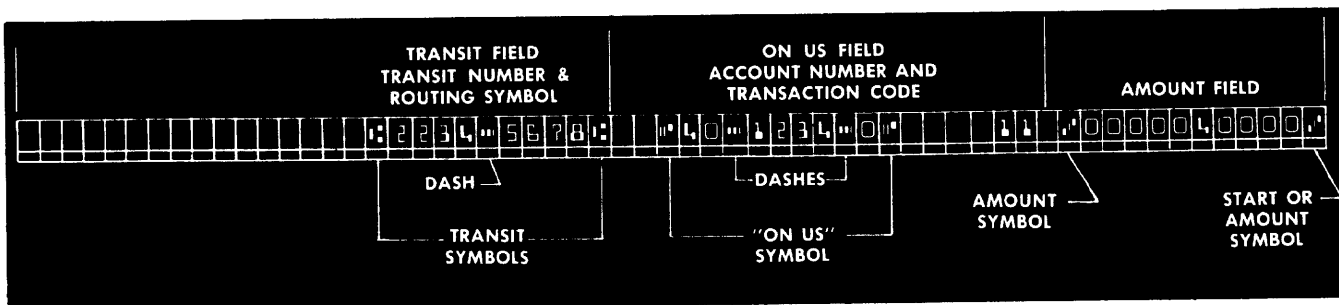 TRANSIT FIELD
TRANSIT NUMBER &
ROUTING SYMBOL
ON US FIELD
ACCOUNT NUMBER AND
TRANSACTION CODE
AMOUNT FIELD
⑆2234⑉5678⑆ ⑈40⑉1234⑉0⑈ 11 ⑇0000040000⑇
DASH
DASHES
TRANSIT
SYMBOLS
"ON US"
SYMBOL
AMOUNT
SYMBOL
START OR
AMOUNT
SYMBOL